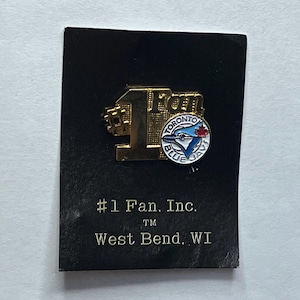 #1 Fan
TORONTO
BLUE JAYS
#1 Fan, Inc.
TM
West Bend, WI